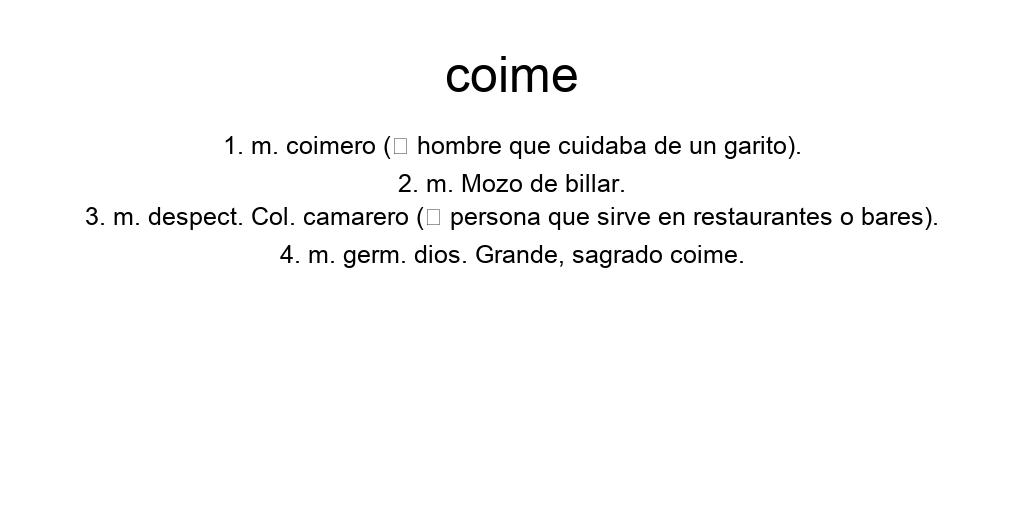 coime
1. m. coimero (□ hombre que cuidaba de un garito).
2. m. Mozo de billar.
3. m. despect. Col. camarero (□ persona que sirve en restaurantes o bares).
4. m. germ. dios. Grande, sagrado coime.